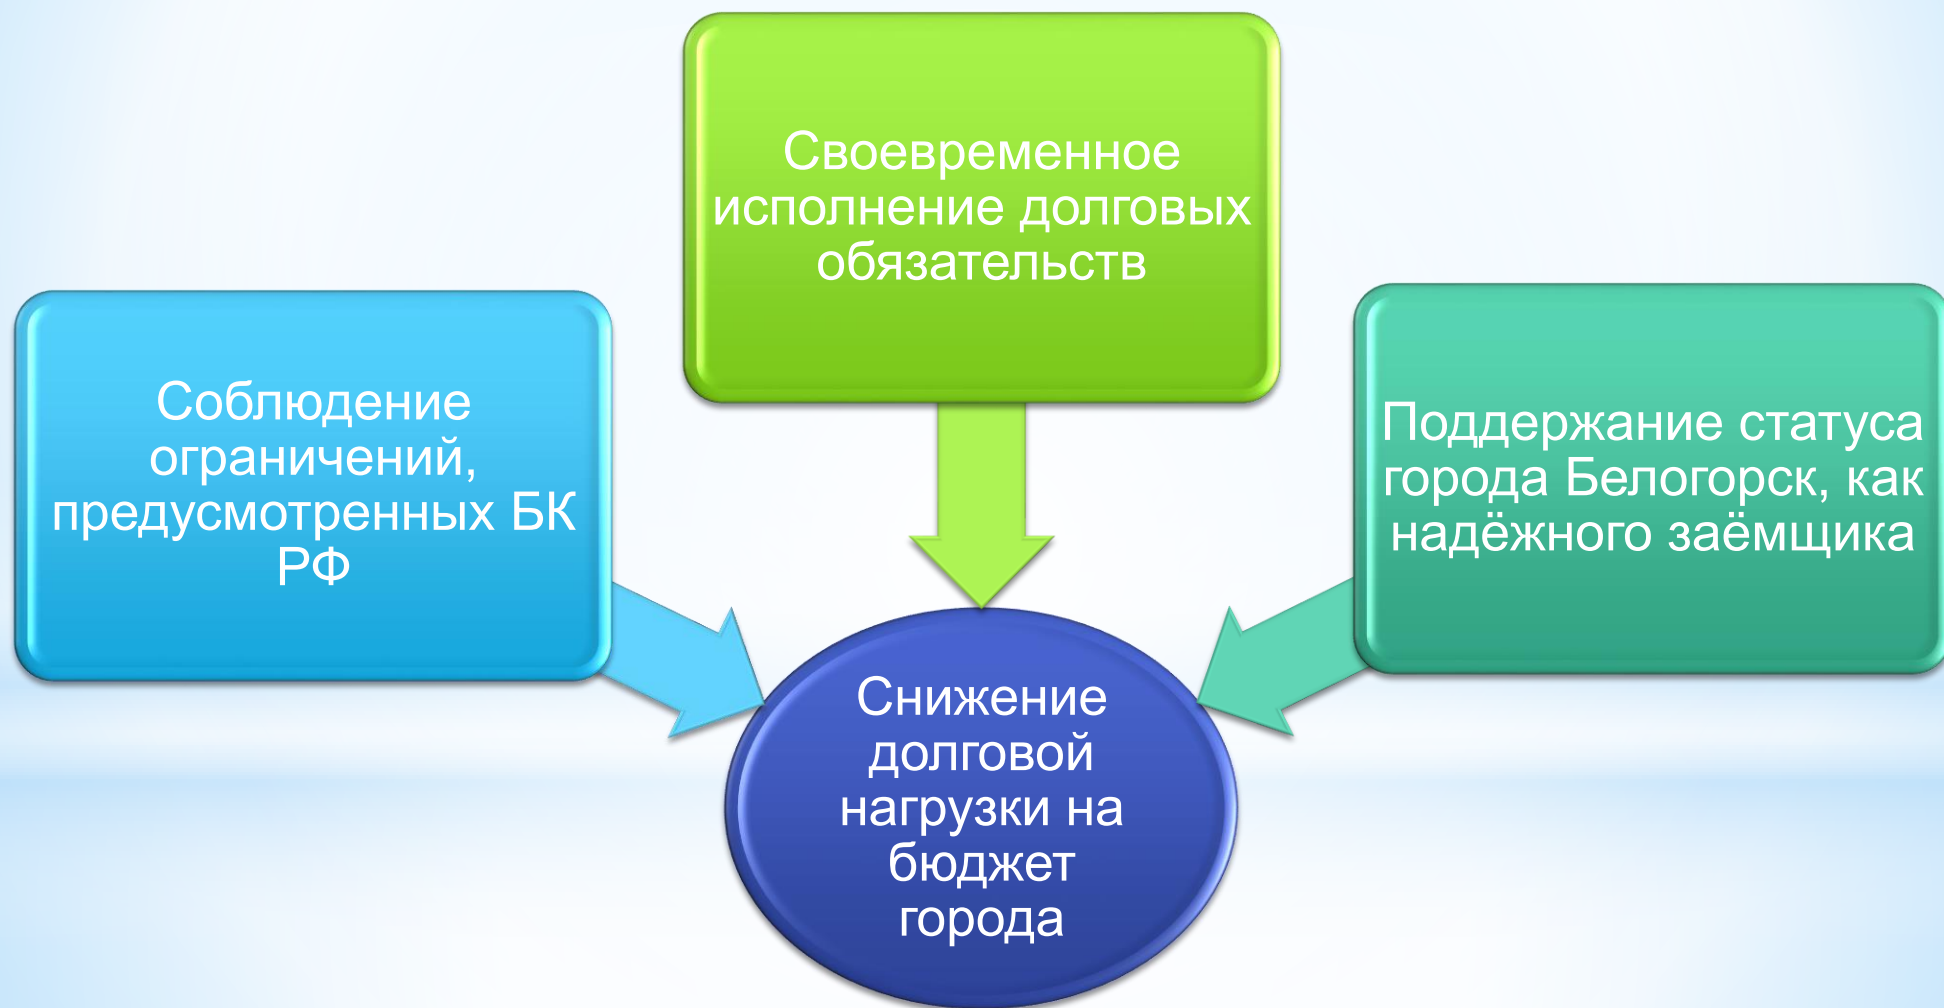 Своевременное
исполнение долговых
обязательств
Соблюдение
ограничений,
предусмотренных БК
РФ
Поддержание статуса
города Белогорск, как
надёжного заёмщика
Снижение
долговой
нагрузки на
бюджет
города